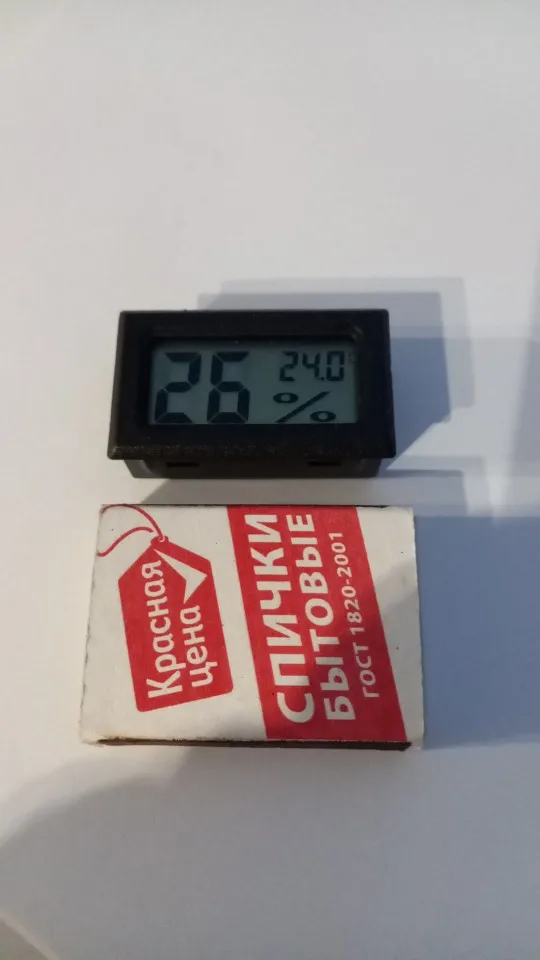 26 24.0°
%
Красная
цена
СПИЧКИ
БЫТОВЫЕ
ГОСТ 1820-2001